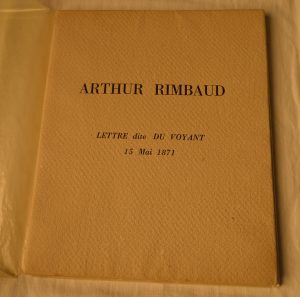 ARTHUR RIMBAUD
LETTRE dite DU VOYANT
15 Mai 1871